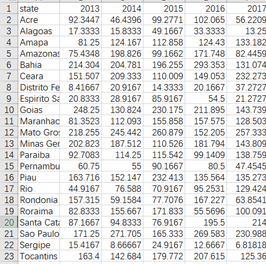 1 state 2013 2014 2015 2016 2017
2 Acre 92.3447 46.4396 99.2771 102.065 56.2209
3 Alagoas 17.3333 15.8333 49.1667 33.3333 13.25
4 Amapa 81.25 124.167 112.858 124.43 133.182
5 Amazonas 75.4348 198.826 99.1662 171.748 82.4459
6 Bahia 214.304 204.781 196.255 293.353 131.074
7 Ceara 151.507 209.333 110.009 149.053 232.273
8 Distrito Fe 8.41667 20.9167 14.3333 20.1667 37.2727
9 Espirito Sa 20.8333 28.9167 85.9167 54.5 21.2727
10 Goias 248.25 130.824 230.175 211.895 143.739
11 Maranhao 81.3523 112.093 155.858 157.575 128.503
12 Mato Gros 218.255 245.442 260.879 152.205 257.333
13 Minas Ger 202.823 187.512 110.526 181.794 143.809
14 Paraiba 92.7083 114.25 115.542 99.1409 138.759
15 Pernambu 60.75 55 90.1667 80.5 47.4545
16 Piau 163.716 152.147 232.413 135.564 135.273
17 Rio 44.9167 76.588 70.9167 95.2531 129.424
18 Rondonia 157.315 59.1584 77.7076 167.227 63.8541
19 Roraima 82.8333 155.667 171.833 55.5696 100.091
20 Santa Cata 87.1667 94.8333 76.9167 195.5 214
21 Sao Paulo 171.25 271.705 165.333 269.583 230.988
22 Sergipe 15.4167 8.66667 24.9167 12.6667 6.81818
23 Tocantins 163.4 142.684 179.772 207.615 125.36